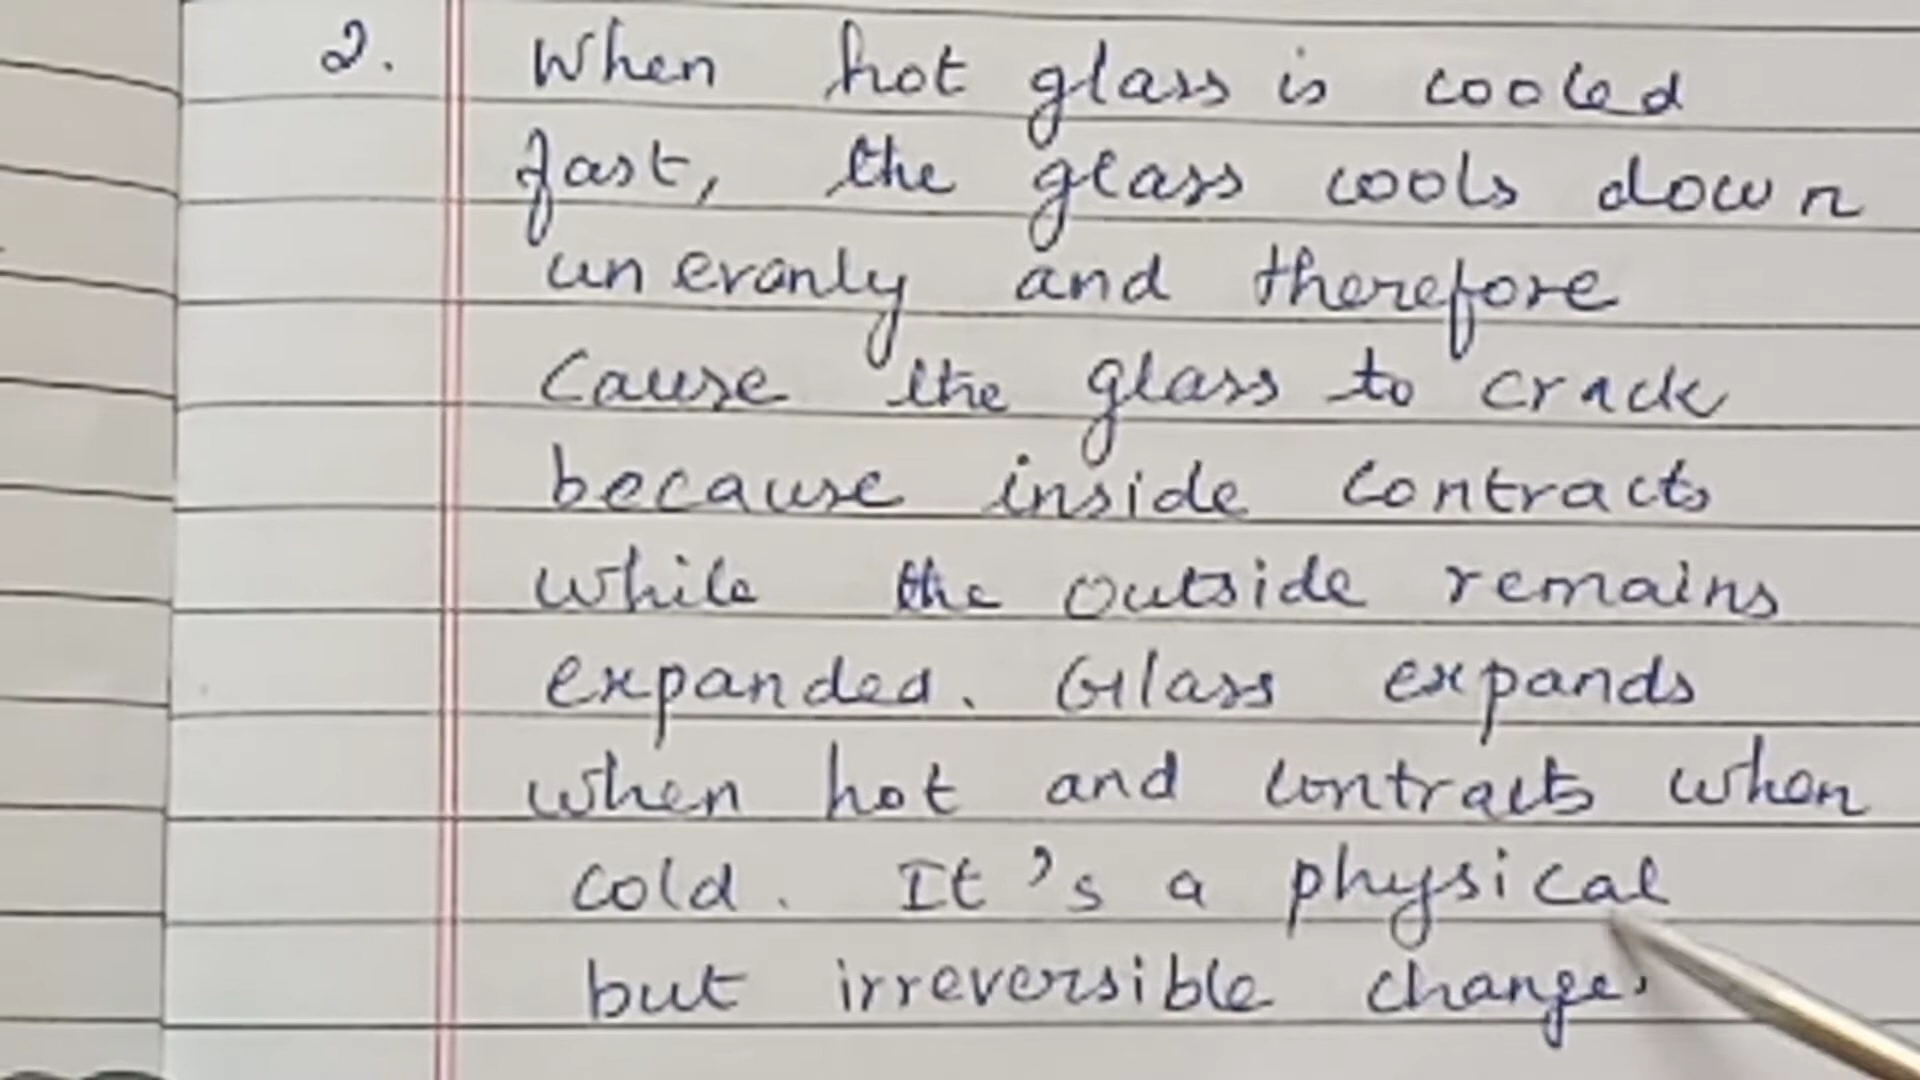 2. When hot glass is cooled
fast, the glass cools down
unevenly and therefore
cause the glass to crack
because inside contracts
while the outside remains
expanded. Glass expands
when hot and contracts when
cold. It's a physical
but irreversible change.